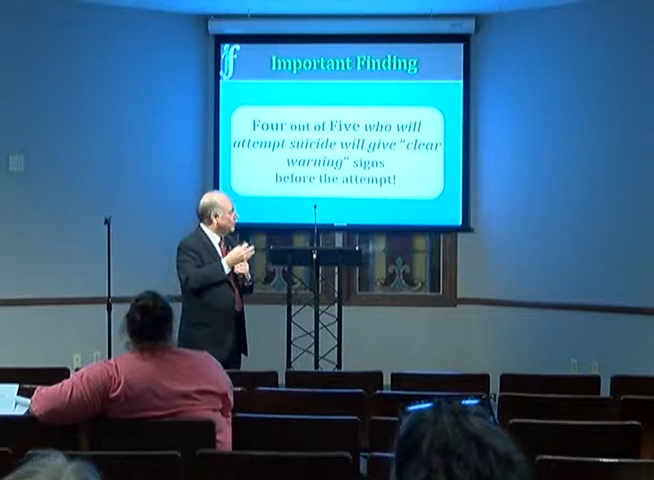 Important Finding
Four out of Five who will
attempt suicide will give "clear
warning" signs
before the attempt!